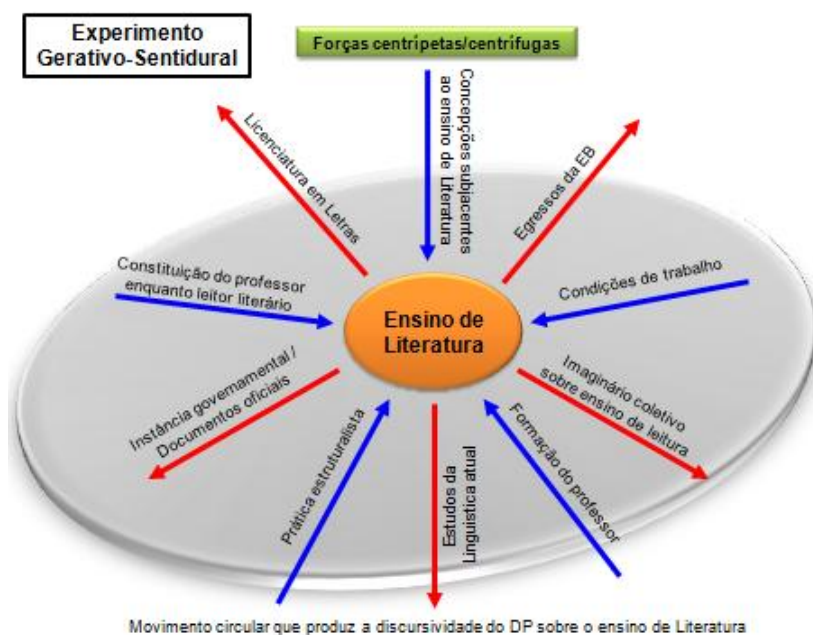 Experimento
Gerativo-Sentidural
Forças centrípetas/centrífugas
Concepções subjacentes
ao ensino de Literatura
Licenciatura em Letras
Egressos da EB
Constituição do professor
enquanto leitor literário
Condições de trabalho
Ensino de
Literatura
Instância governamental /
Documentos oficiais
Imaginário coletivo
sobre ensino de leitura
Prática estruturalista
Estudos da
Linguistica atual
Formação do professor
Movimento circular que produz a discursividade do DP sobre o ensino de Literatura